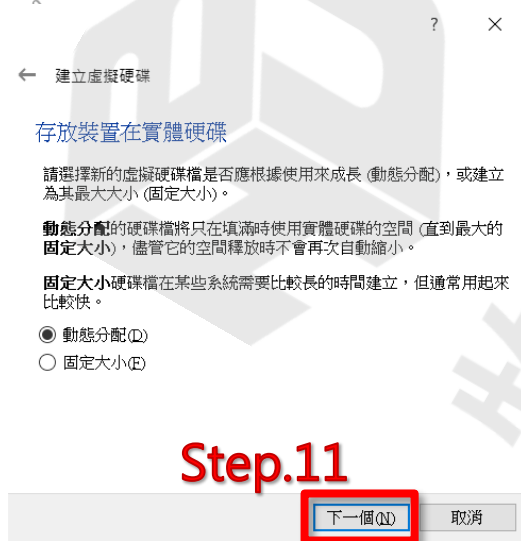 ?
×
← 建立虛擬硬碟
存放裝置在實體硬碟
請選擇新的虛擬硬碟檔是否應根據使用來成長 (動態分配)，或建立
為其最大大小 (固定大小)。
動態分配的硬碟檔將只在填滿時使用實體硬碟的空間 (直到最大的
固定大小)，儘管它的空間釋放時不會再次自動縮小。
固定大小硬碟檔在某些系統需要比較長的時間建立，但通常用起來
比較快。
動態分配(D)
固定大小(F)
Step.11
下一個(N)
取消